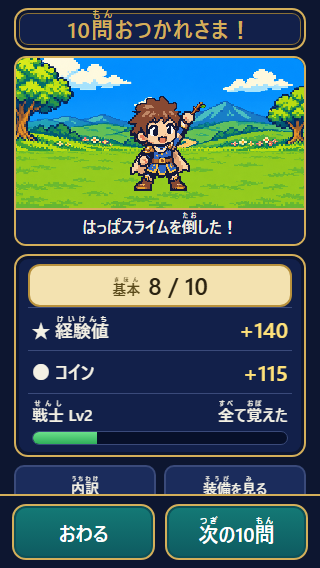 10問おつかれさま！
はっぱスライムを倒した！
基本 8 / 10
★ 経験値 +140
コイン +115
戦士 Lv2 全て覚えた
内訳 装備を見る
おわる 次の10問